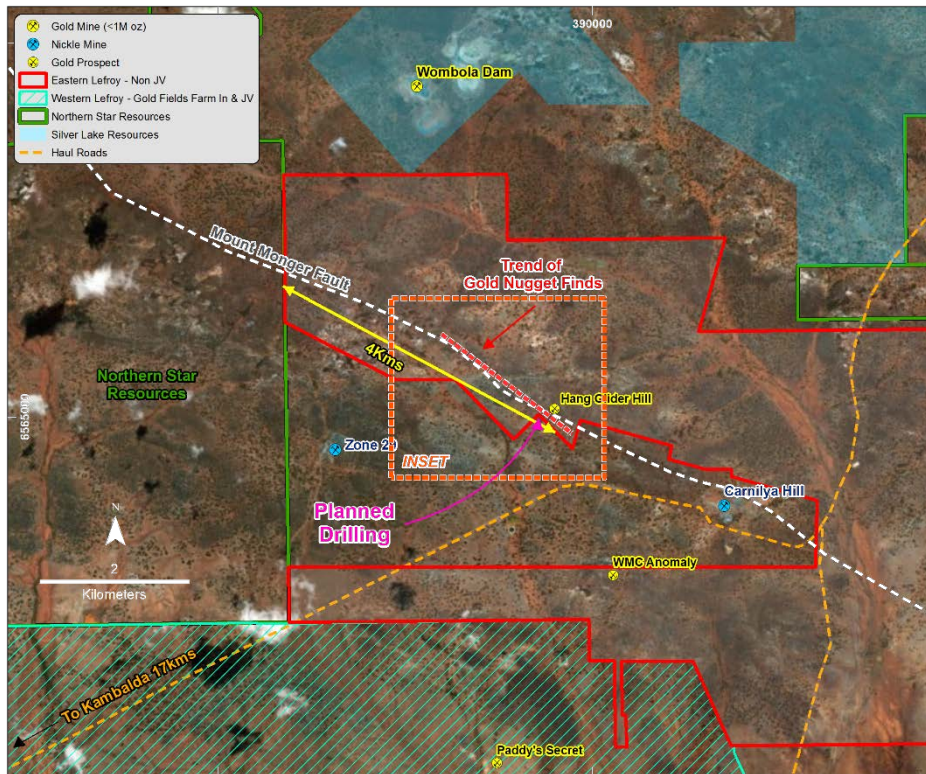 Gold Mine (<1M oz)
Nickle Mine
Gold Prospect
Eastern Lefroy - Non JV
Western Lefroy - Gold Fields Farm In & JV
Northern Star Resources
Silver Lake Resources
Haul Roads
390000
Wombola Dam
Mount Monger Fault
Trend of
Gold Nugget Finds
4Kms
Northern Star
Resources
6565000
Hang Glider Hill
Zone 29
INSET
Planned
Drilling
Carnilya Hill
WMC Anomaly
N
2
Kilometers
To Kambalda 17kms
Paddy's Secret